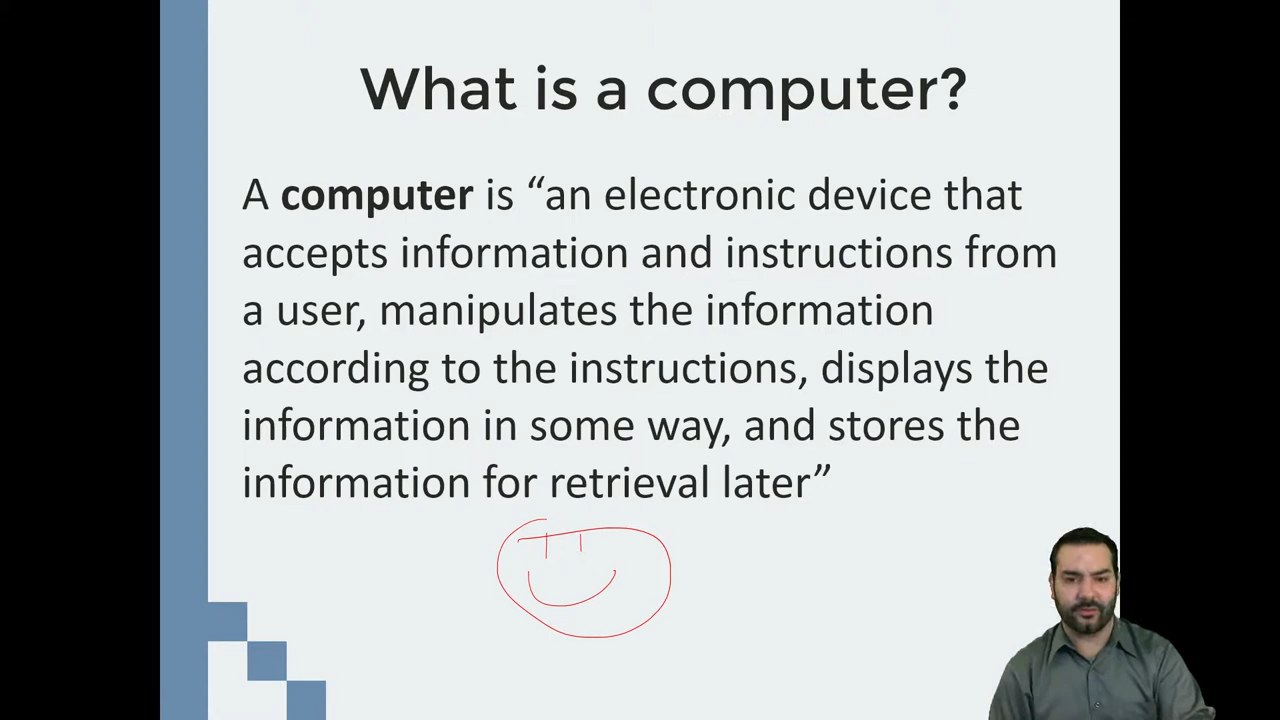 What is a computer?
A computer is “an electronic device that
accepts information and instructions from
a user, manipulates the information
according to the instructions, displays the
information in some way, and stores the
information for retrieval later”